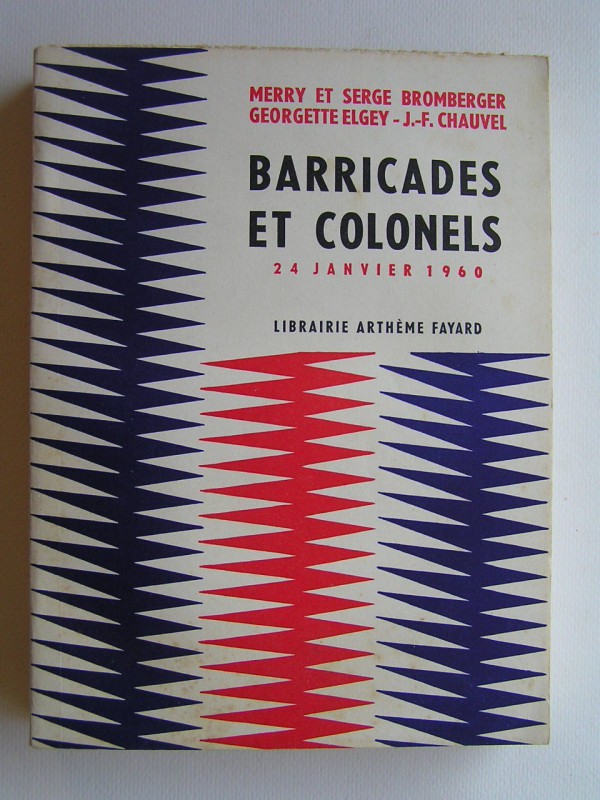 MERRY ET SERGE BROMBERGER
GEORGETTE ELGEY - J.-F. CHAUVEL
BARRICADES
ET COLONELS
24 JANVIER 1960
LIBRAIRIE ARTHÈME FAYARD